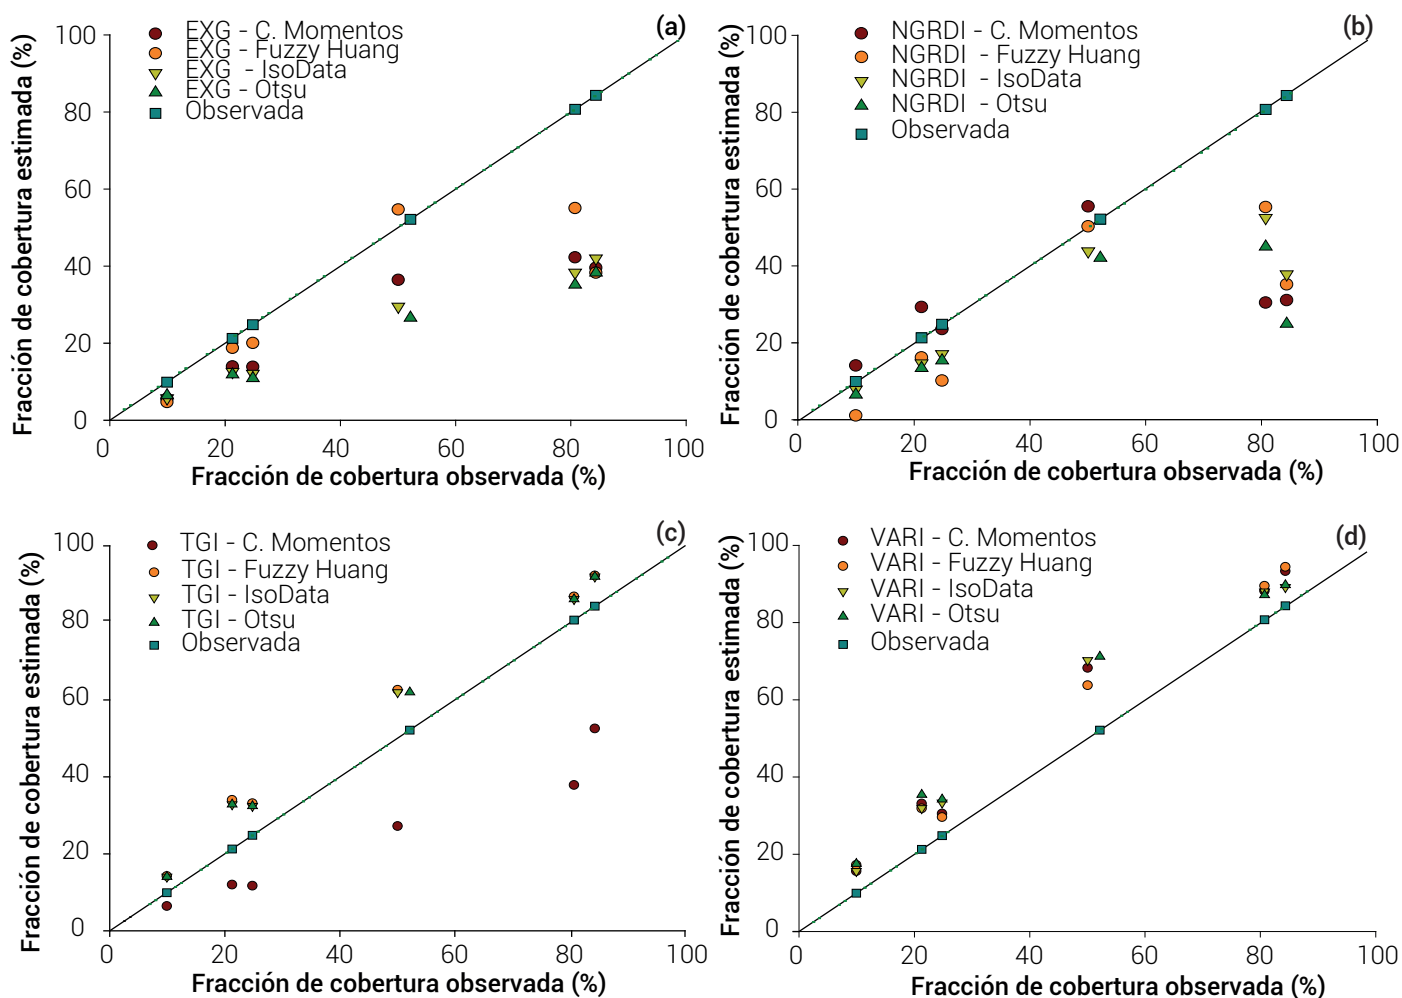 (a)
EXG - C. Momentos
EXG - Fuzzy Huang
EXG - IsoData
EXG - Otsu
Observada
100
80
60
40
20
0
0 20 40 60 80 100
Fracción de cobertura estimada (%)
Fracción de cobertura observada (%)
(b)
NGRDI - C. Momentos
NGRDI - Fuzzy Huang
NGRDI - IsoData
NGRDI - Otsu
Observada
100
80
60
40
20
0
0 20 40 60 80 100
Fracción de cobertura estimada (%)
Fracción de cobertura observada (%)
(c)
TGI - C. Momentos
TGI - Fuzzy Huang
TGI - IsoData
TGI - Otsu
Observada
100
80
60
40
20
0
0 20 40 60 80 100
Fracción de cobertura estimada (%)
Fracción de cobertura observada (%)
(d)
VARI - C. Momentos
VARI - Fuzzy Huang
VARI - IsoData
VARI - Otsu
Observada
100
80
60
40
20
0
0 20 40 60 80 100
Fracción de cobertura estimada (%)
Fracción de cobertura observada (%)